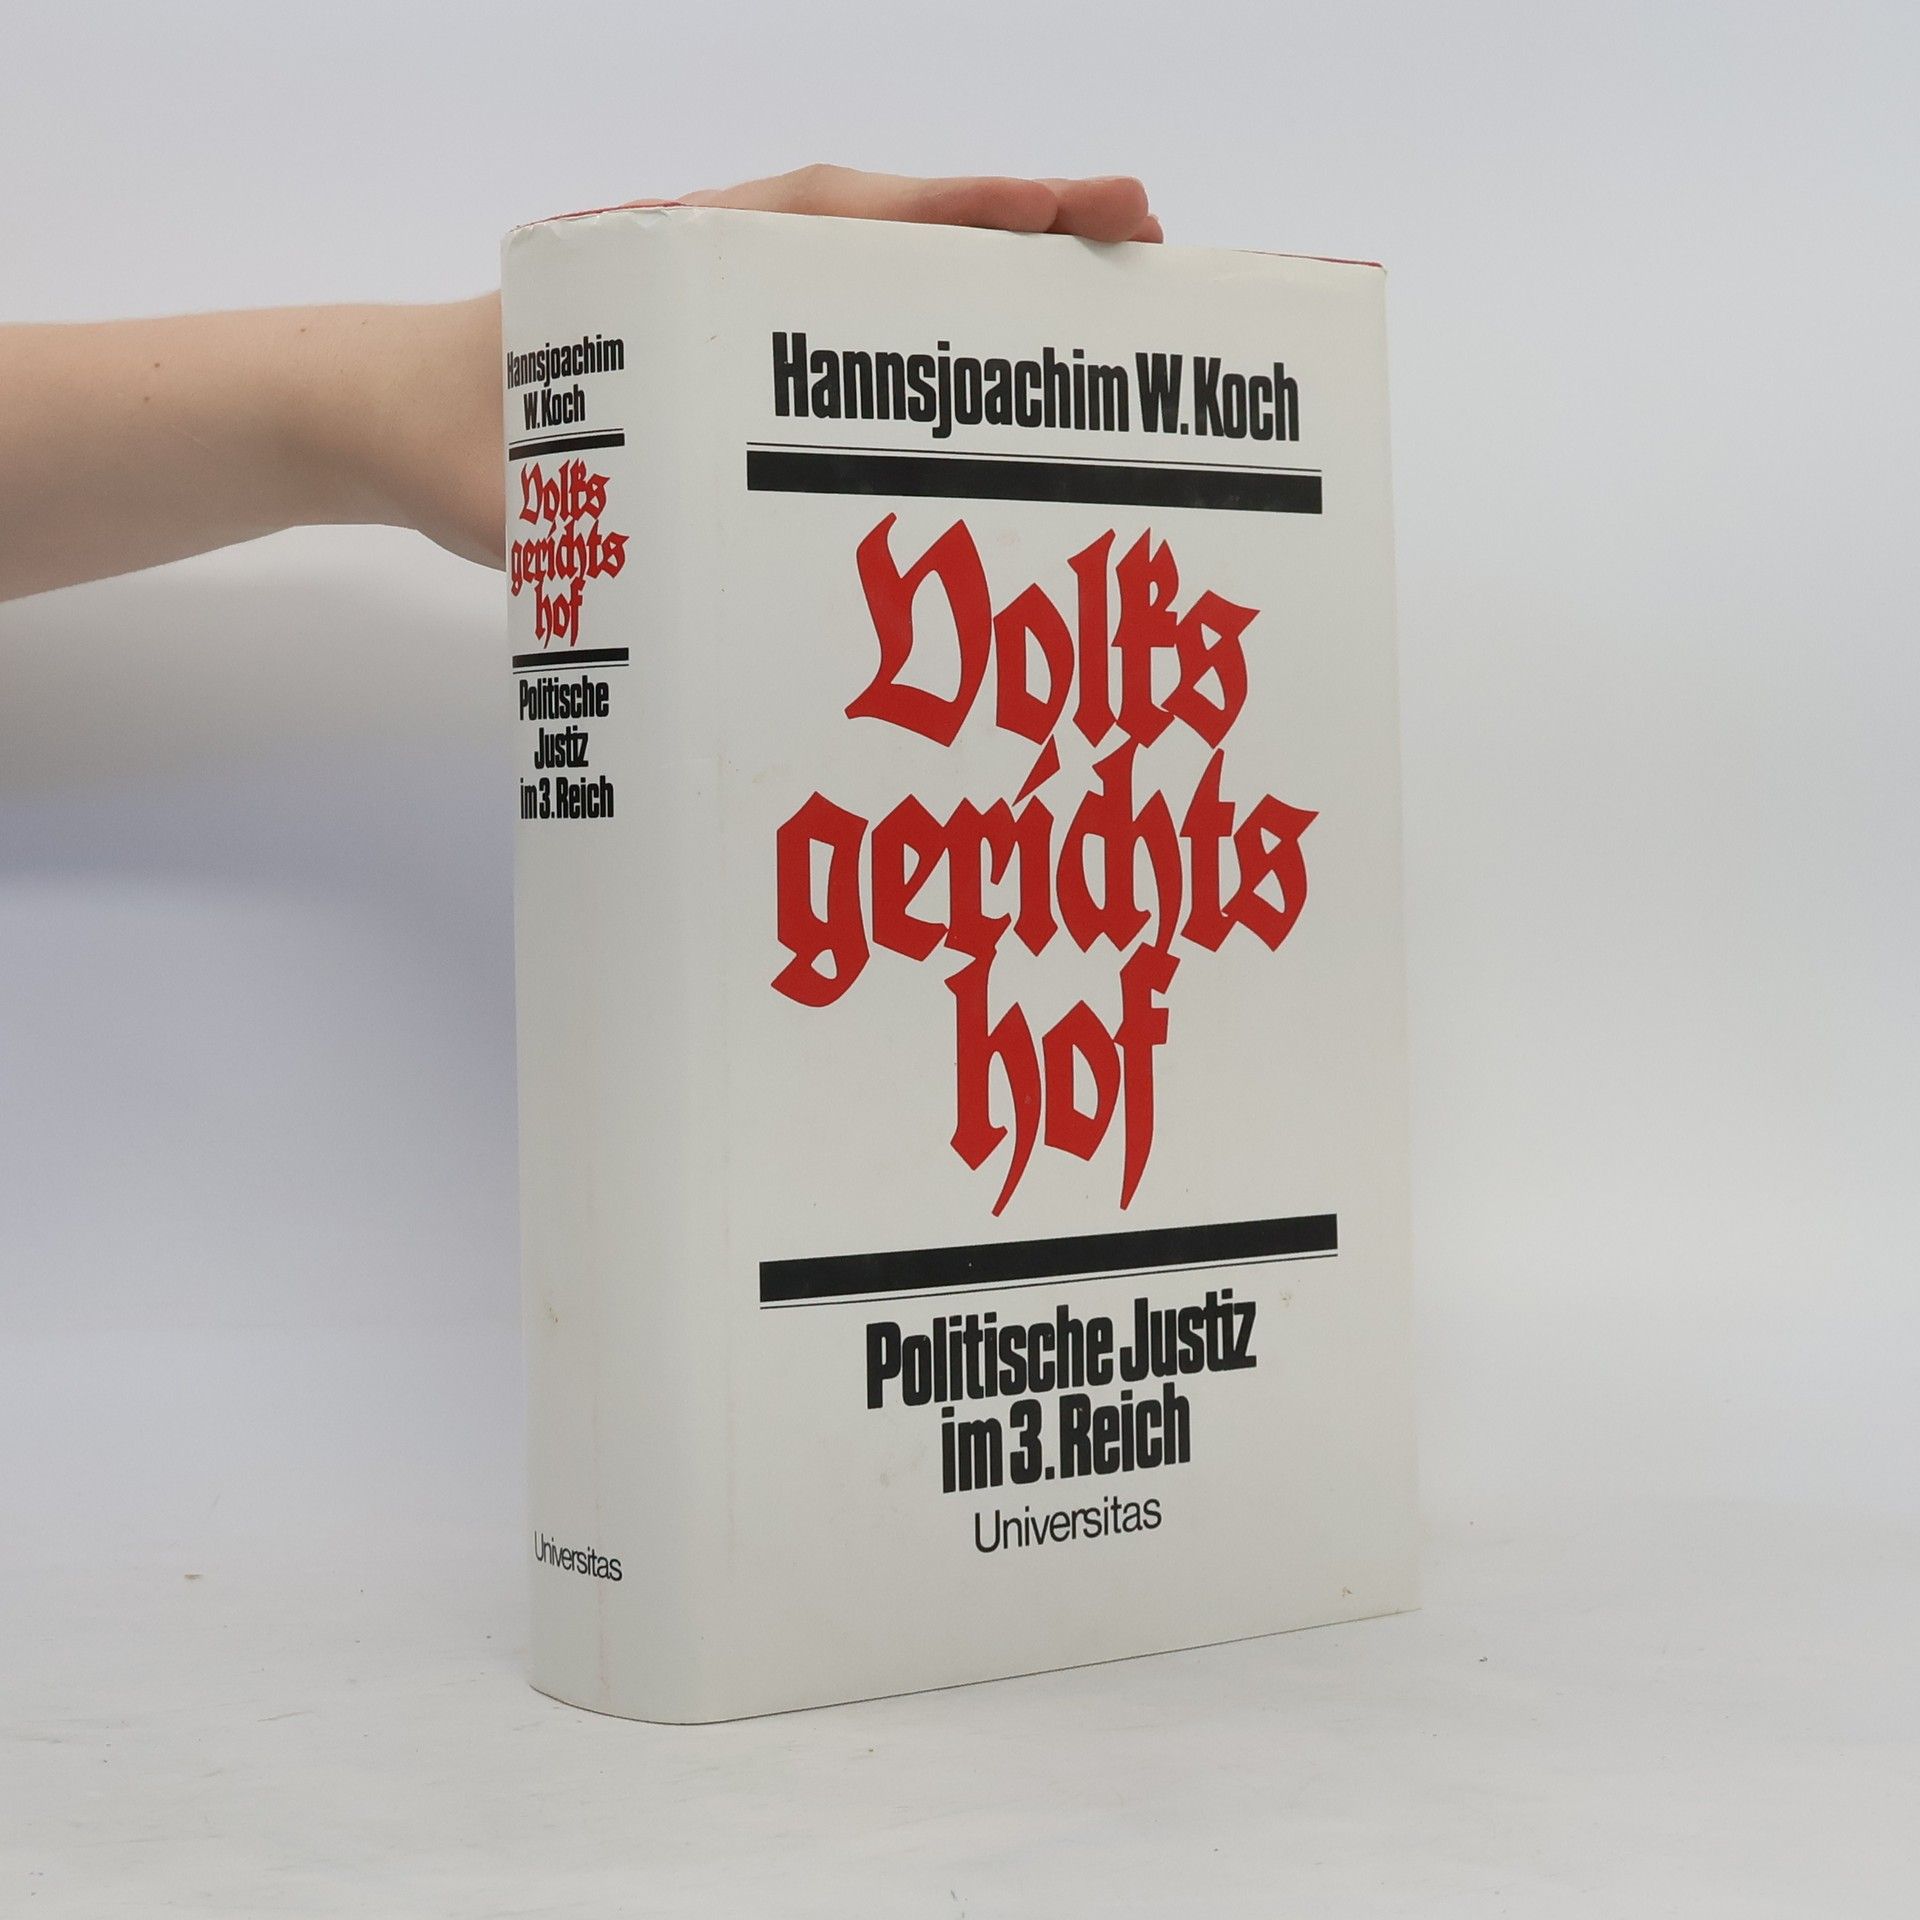 Hannsjoachim
W. Koch
Volks
gerichts
hof
Politische
Justiz
im 3. Reich
Universitas
Hannsjoachim W. Koch
Volks
gerichts
hof
Politische Justiz
im 3. Reich
Universitas